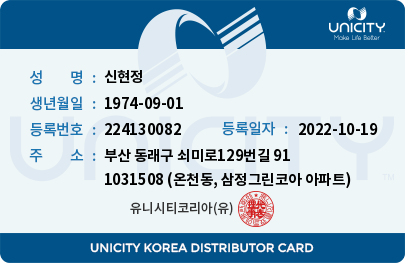 UNICITY
Make Life Better
성 명 : 신현정
생년월일 : 1974-09-01
등록번호 : 224130082 등록일자 : 2022-10-19
주 소 : 부산 동래구 쇠미로129번길 91
1031508 (온천동, 삼정그린코아 아파트)
유니시티코리아(유)
UNICITY
UNICITY KOREA DISTRIBUTOR CARD